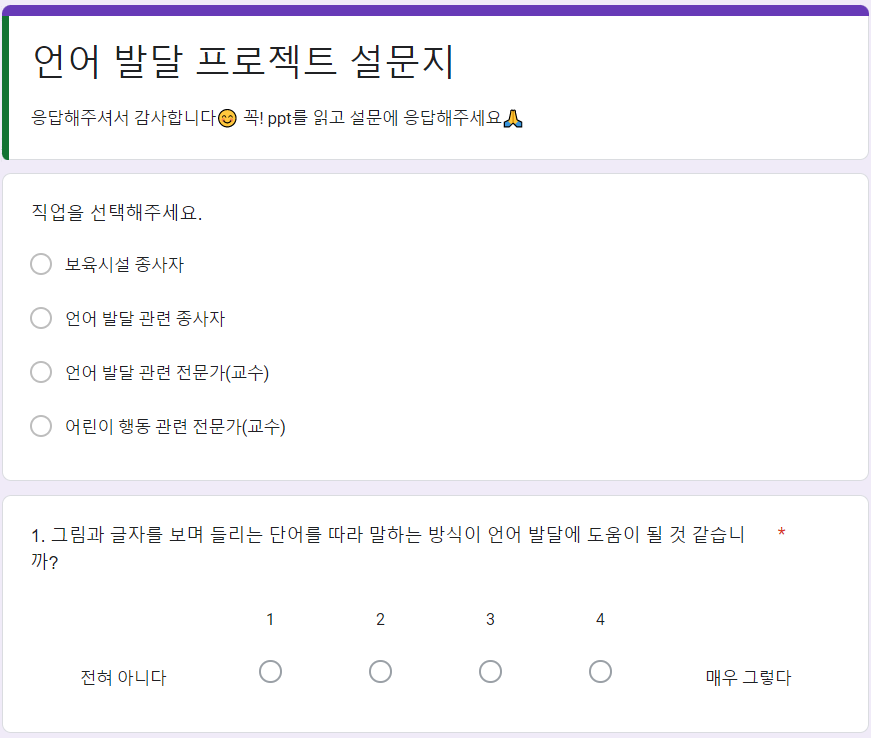 언어 발달 프로젝트 설문지
응답해주셔서 감사합니다😊 꼭! ppt를 읽고 설문에 응답해주세요🙏
직업을 선택해주세요.
보육시설 종사자
언어 발달 관련 종사자
언어 발달 관련 전문가(교수)
어린이 행동 관련 전문가(교수)
1. 그림과 글자를 보며 들리는 단어를 따라 말하는 방식이 언어 발달에 도움이 될 것 같습니 *
까?
1 2 3 4
전혀 아니다 매우 그렇다